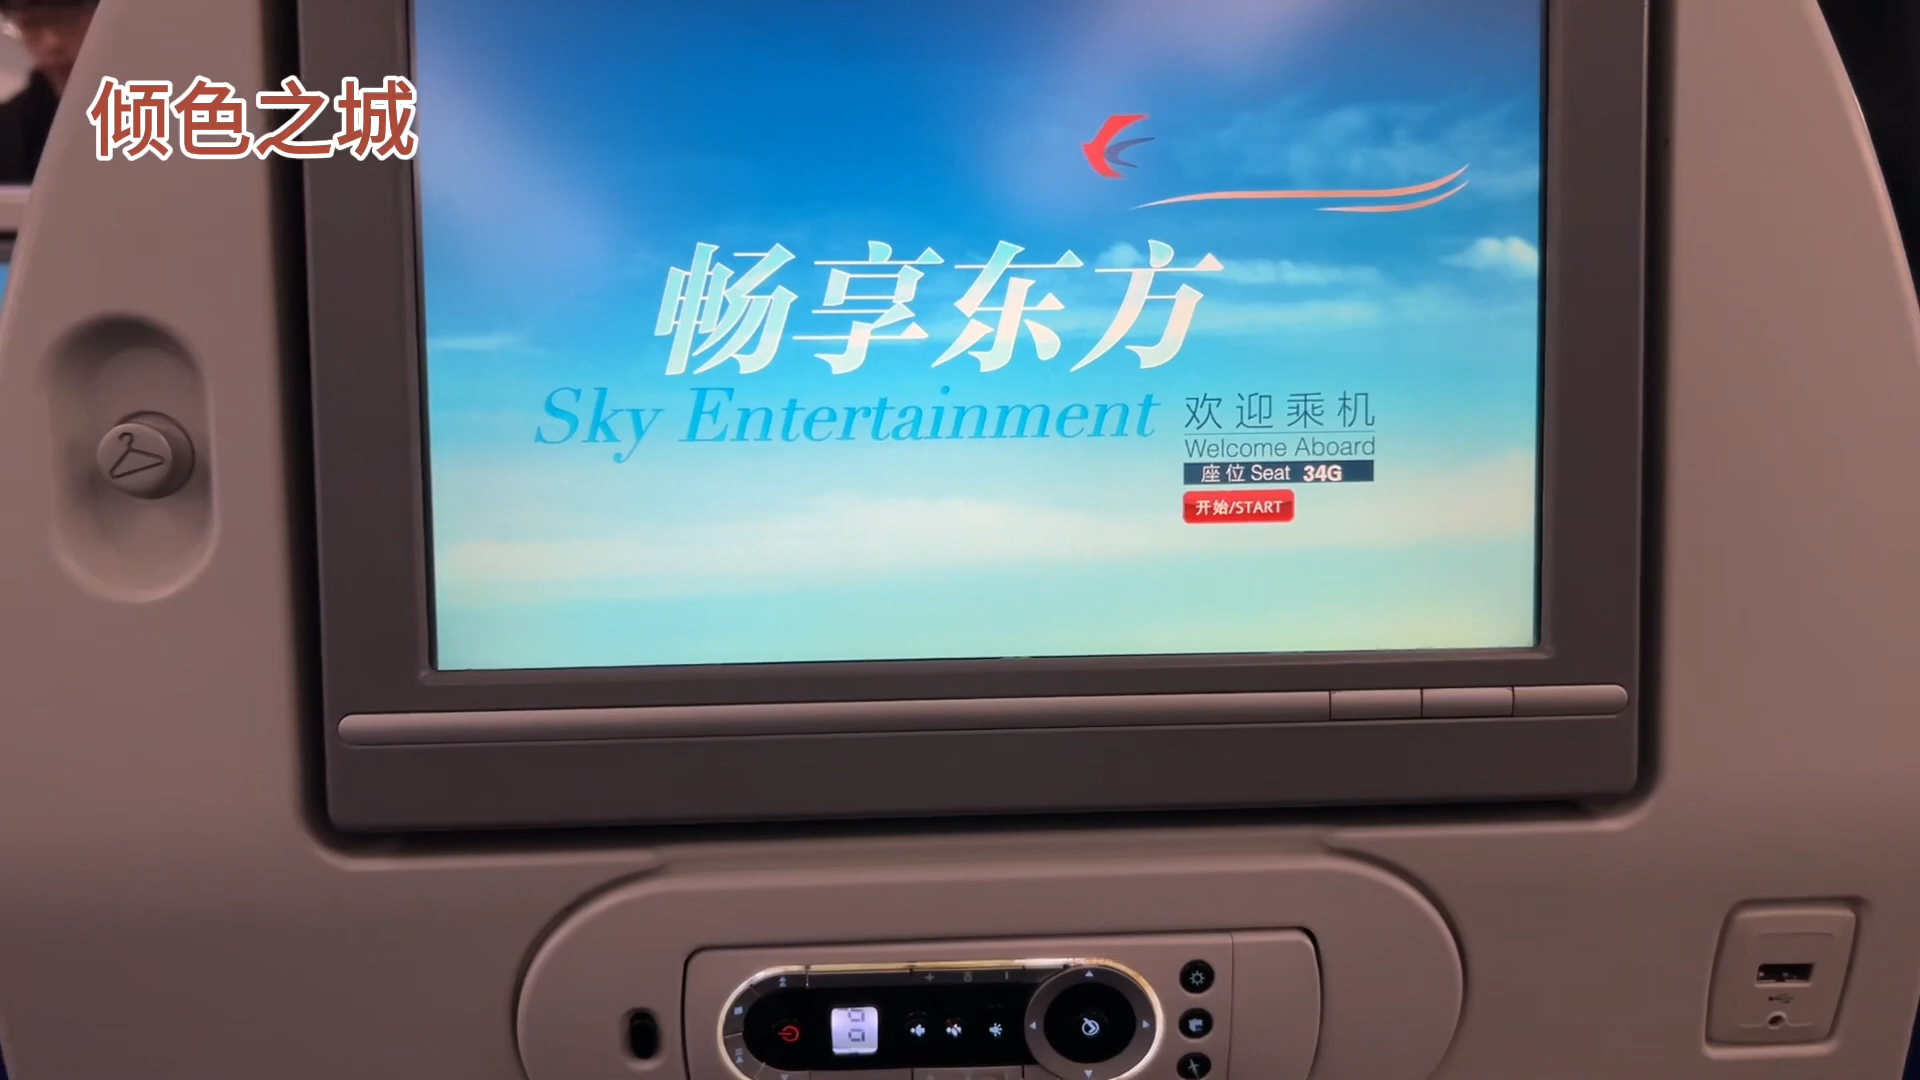 倾色之城
畅享东方
Sky Entertainment
欢迎乘机
Welcome Aboard
座位 Seat 34G
开始/START